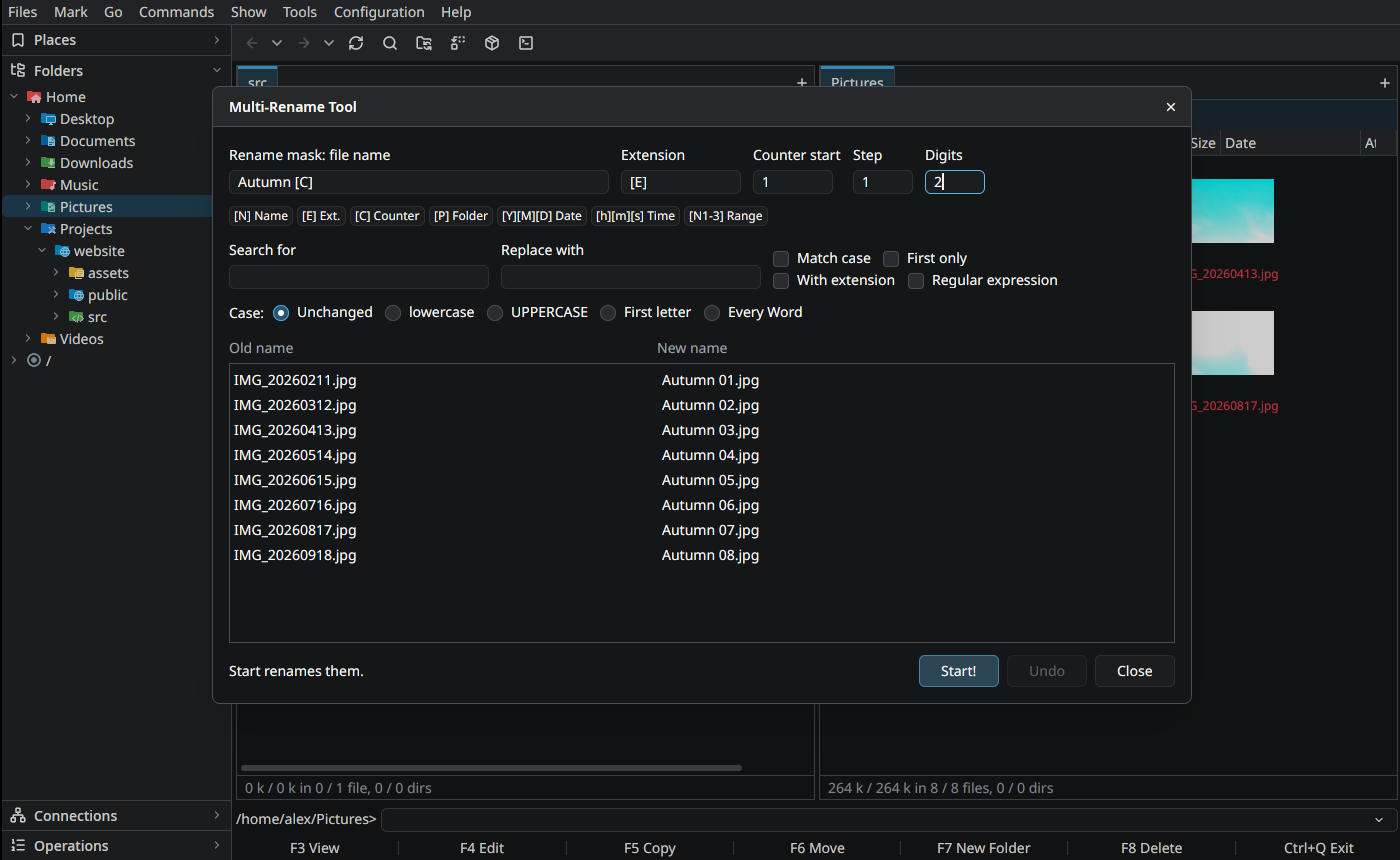 Files Mark Go Commands Show Tools Configuration Help
Places
Folders
Home
Desktop
Documents
Downloads
Music
Pictures
Projects
website
assets
public
src
Videos
/
Connections
Operations
src +
Pictures +
Size Date
G_20260413.jpg
G_20260817.jpg
Multi-Rename Tool
Rename mask: file name Extension Counter start Step Digits
Autumn [C] [E] 1 1 2
[N] Name [E] Ext. [C] Counter [P] Folder [Y][M][D] Date [h][m][s] Time [N1-3] Range
Search for Replace with
Match case First only
With extension Regular expression
Case: Unchanged lowercase UPPERCASE First letter Every Word
Old name New name
IMG_20260211.jpg Autumn 01.jpg
IMG_20260312.jpg Autumn 02.jpg
IMG_20260413.jpg Autumn 03.jpg
IMG_20260514.jpg Autumn 04.jpg
IMG_20260615.jpg Autumn 05.jpg
IMG_20260716.jpg Autumn 06.jpg
IMG_20260817.jpg Autumn 07.jpg
IMG_20260918.jpg Autumn 08.jpg
Start renames them. Start! Undo Close
0 k / 0 k in 0 / 1 file, 0 / 0 dirs
264 k / 264 k in 8 / 8 files, 0 / 0 dirs
/home/alex/Pictures>
F3 View F4 Edit F5 Copy F6 Move F7 New Folder F8 Delete Ctrl+Q Exit